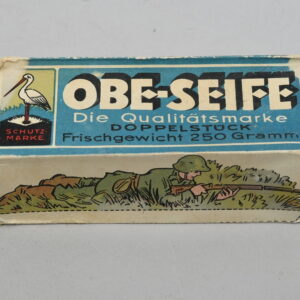 SCHUTZ-
MARKE
OBE-SEIFE
Die Qualitätsmarke
DOPPELSTÜCK
Frischgewicht 250 Gramm